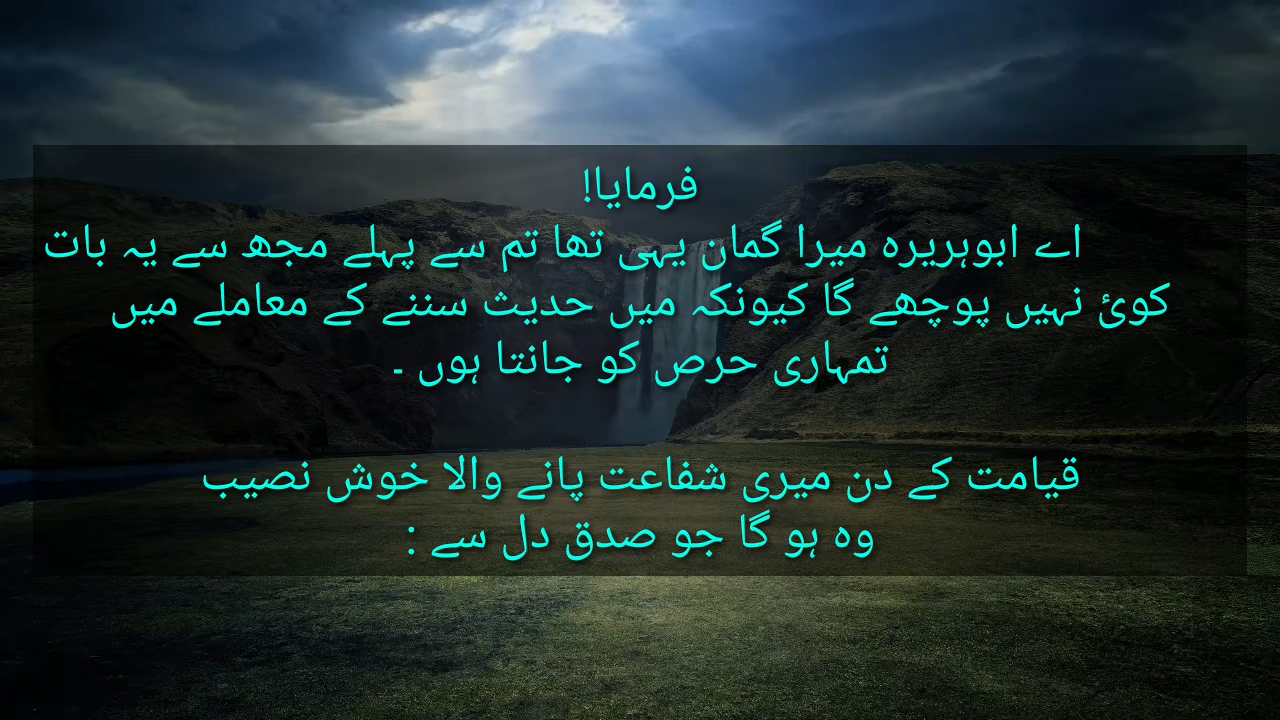 فرمایا!
اے ابوہریرہ میرا گمان یہی تھا تم سے پہلے مجھ سے یہ بات
کوئ نہیں پوچھے گا کیونکہ میں حدیث سننے کے معاملے میں
تمہاری حرص کو جانتا ہوں ۔
قیامت کے دن میری شفاعت پانے والا خوش نصیب
وہ ہو گا جو صدق دل سے :